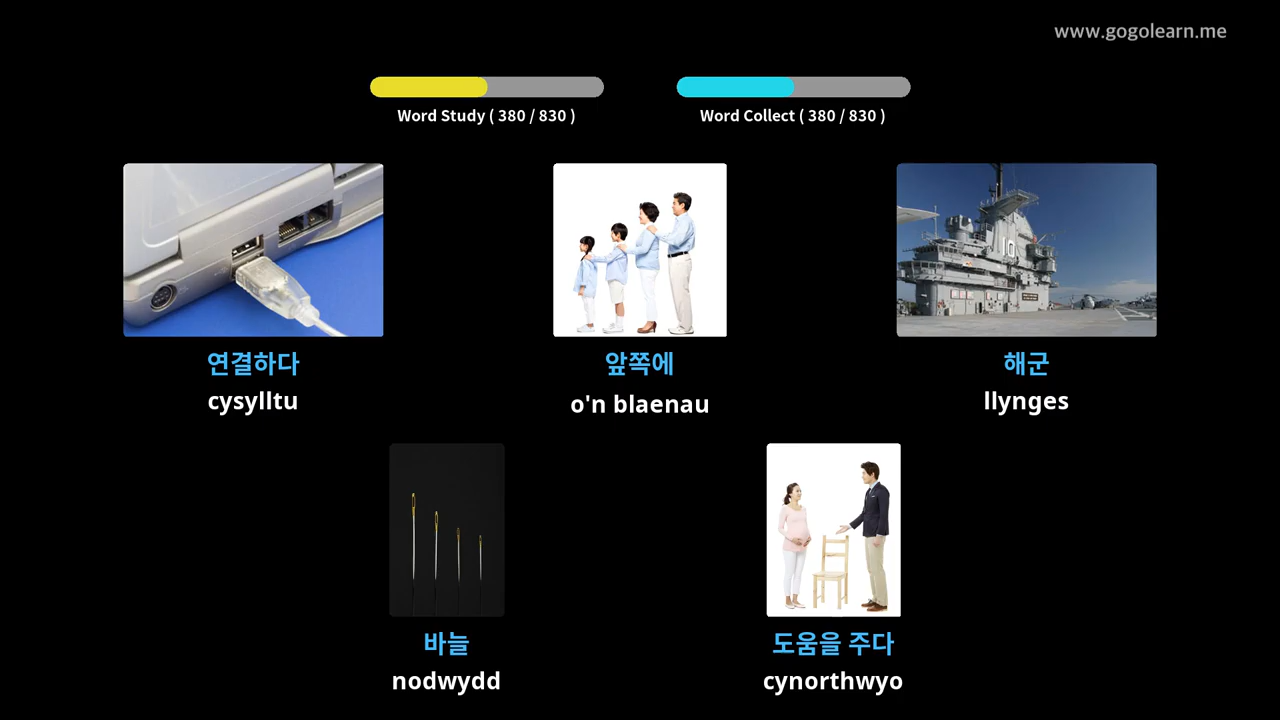 www.gogolearn.me
Word Study ( 380 / 830 )
Word Collect ( 380 / 830 )
연결하다
cysylltu
앞쪽에
o'n blaenau
해군
llynges
10
바늘
nodwydd
도움을 주다
cynorthwyo